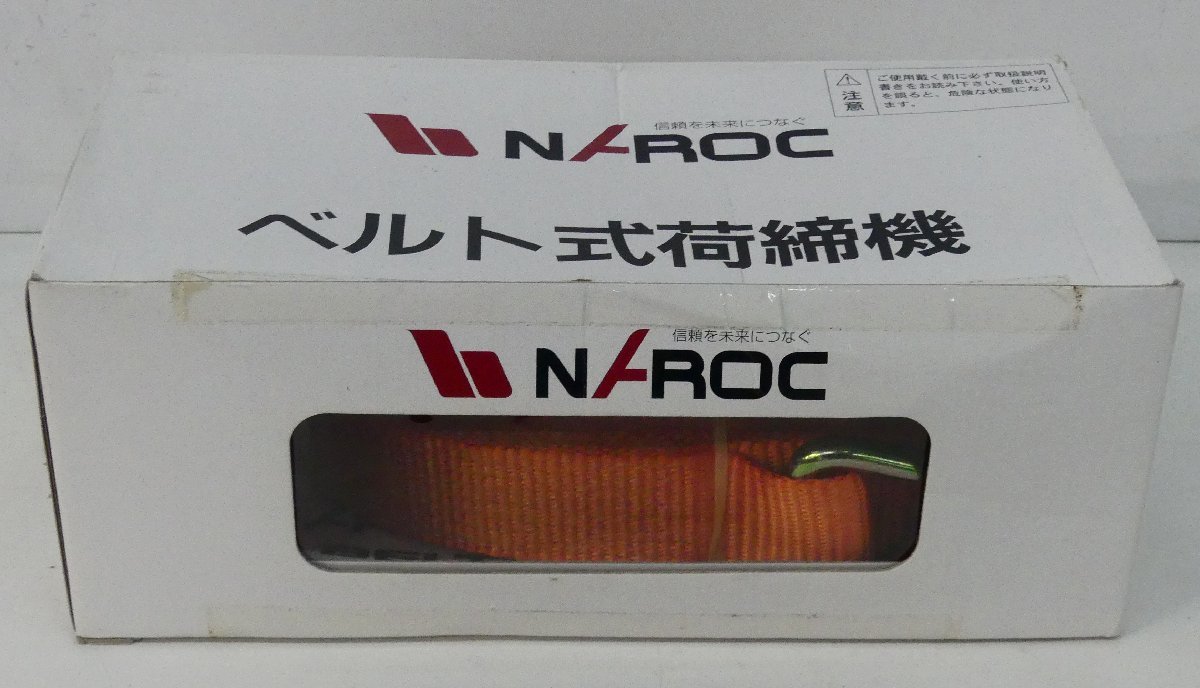 注意
ご使用戴く前に必ず取扱説明
書きをお読み下さい。使い方
を誤ると、危険な状態になり
ます。
信頼を未来につなぐ
NAROC
ベルト式荷締機
信頼を未来につなぐ
NAROC